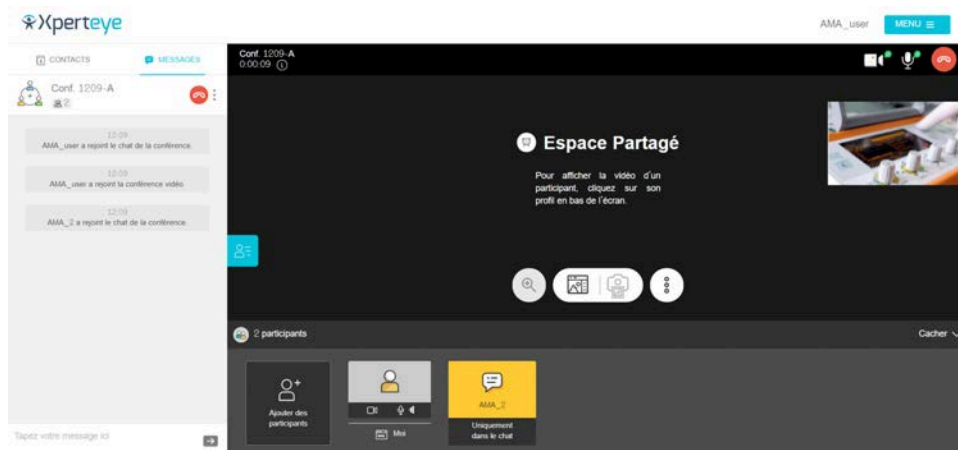 Xperteye
AMA_user
MENU
CONTACTS
MESSAGES
Conf. 1209-A
2
12:09
AMA_user a rejoint le chat de la conférence.
12:09
AMA_user a rejoint la conférence vidéo
12:09
AMA_2 a rejoint le chat de la conférence.
Tapez votre message ici
Conf. 1209-A
0:00:09
Espace Partagé
Pour afficher la vidéo d'un
participant, cliquez sur son
profil en bas de l'écran.
2 participants
Cacher
Ajouter des
participants
Moi
AMA_2
Uniquement
dans le chat